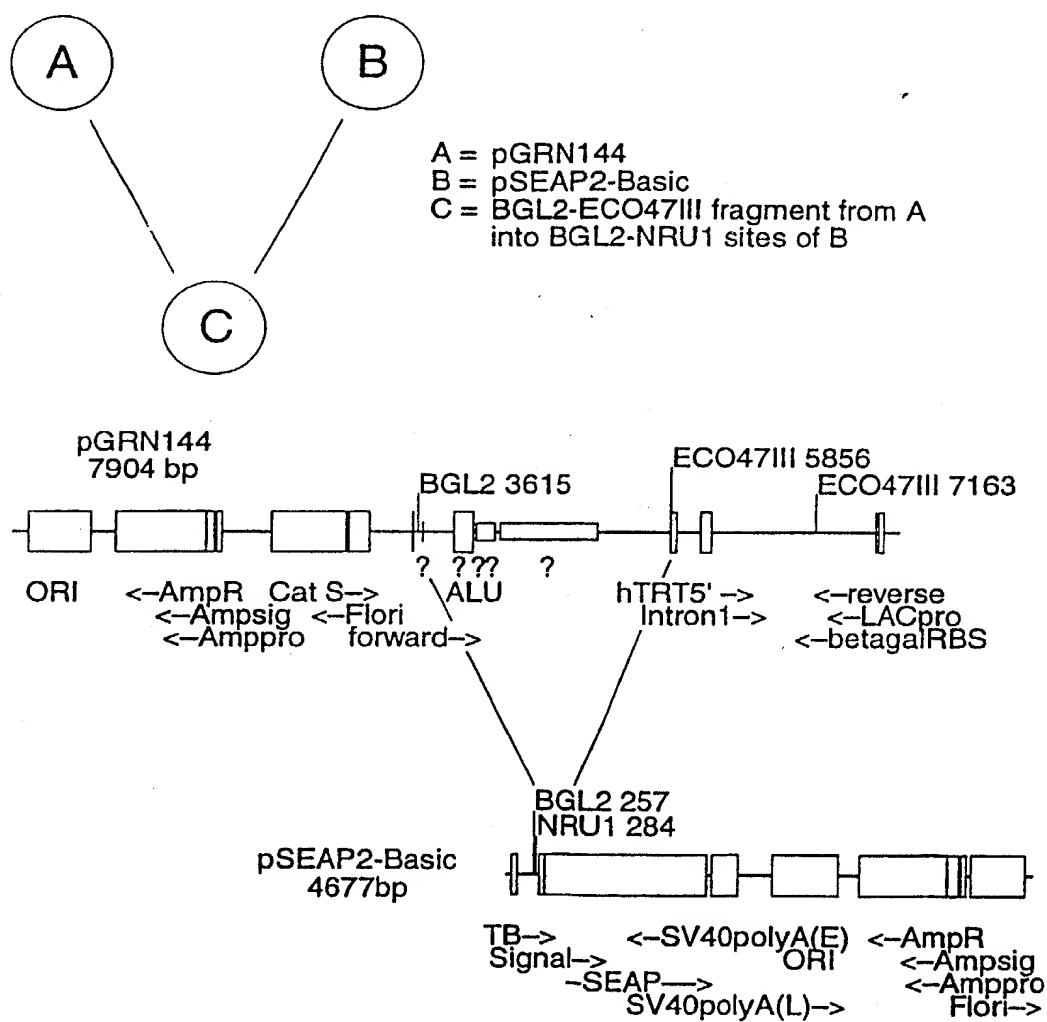 A
B
A = pGRN144
B = pSEAP2-Basic
C = BGL2-ECO47III fragment from A
into BGL2-NRU1 sites of B
C
pGRN144
7904 bp
BGL2 3615
ECO47III 5856
ECO47III 7163
? ? ?? ?
ORI <–AmpR Cat S–> ALU hTRT5' –> <–reverse
<–Ampsig <–Flori Intron1–> <–LACpro
<–Amppro forward–> <–betagalRBS
BGL2 257
NRU1 284
pSEAP2-Basic
4677bp
TB–> <–SV40polyA(E) <–AmpR
Signal–> ORI <–Ampsig
–SEAP–> <–Amppro
SV40polyA(L)–> Flori–>